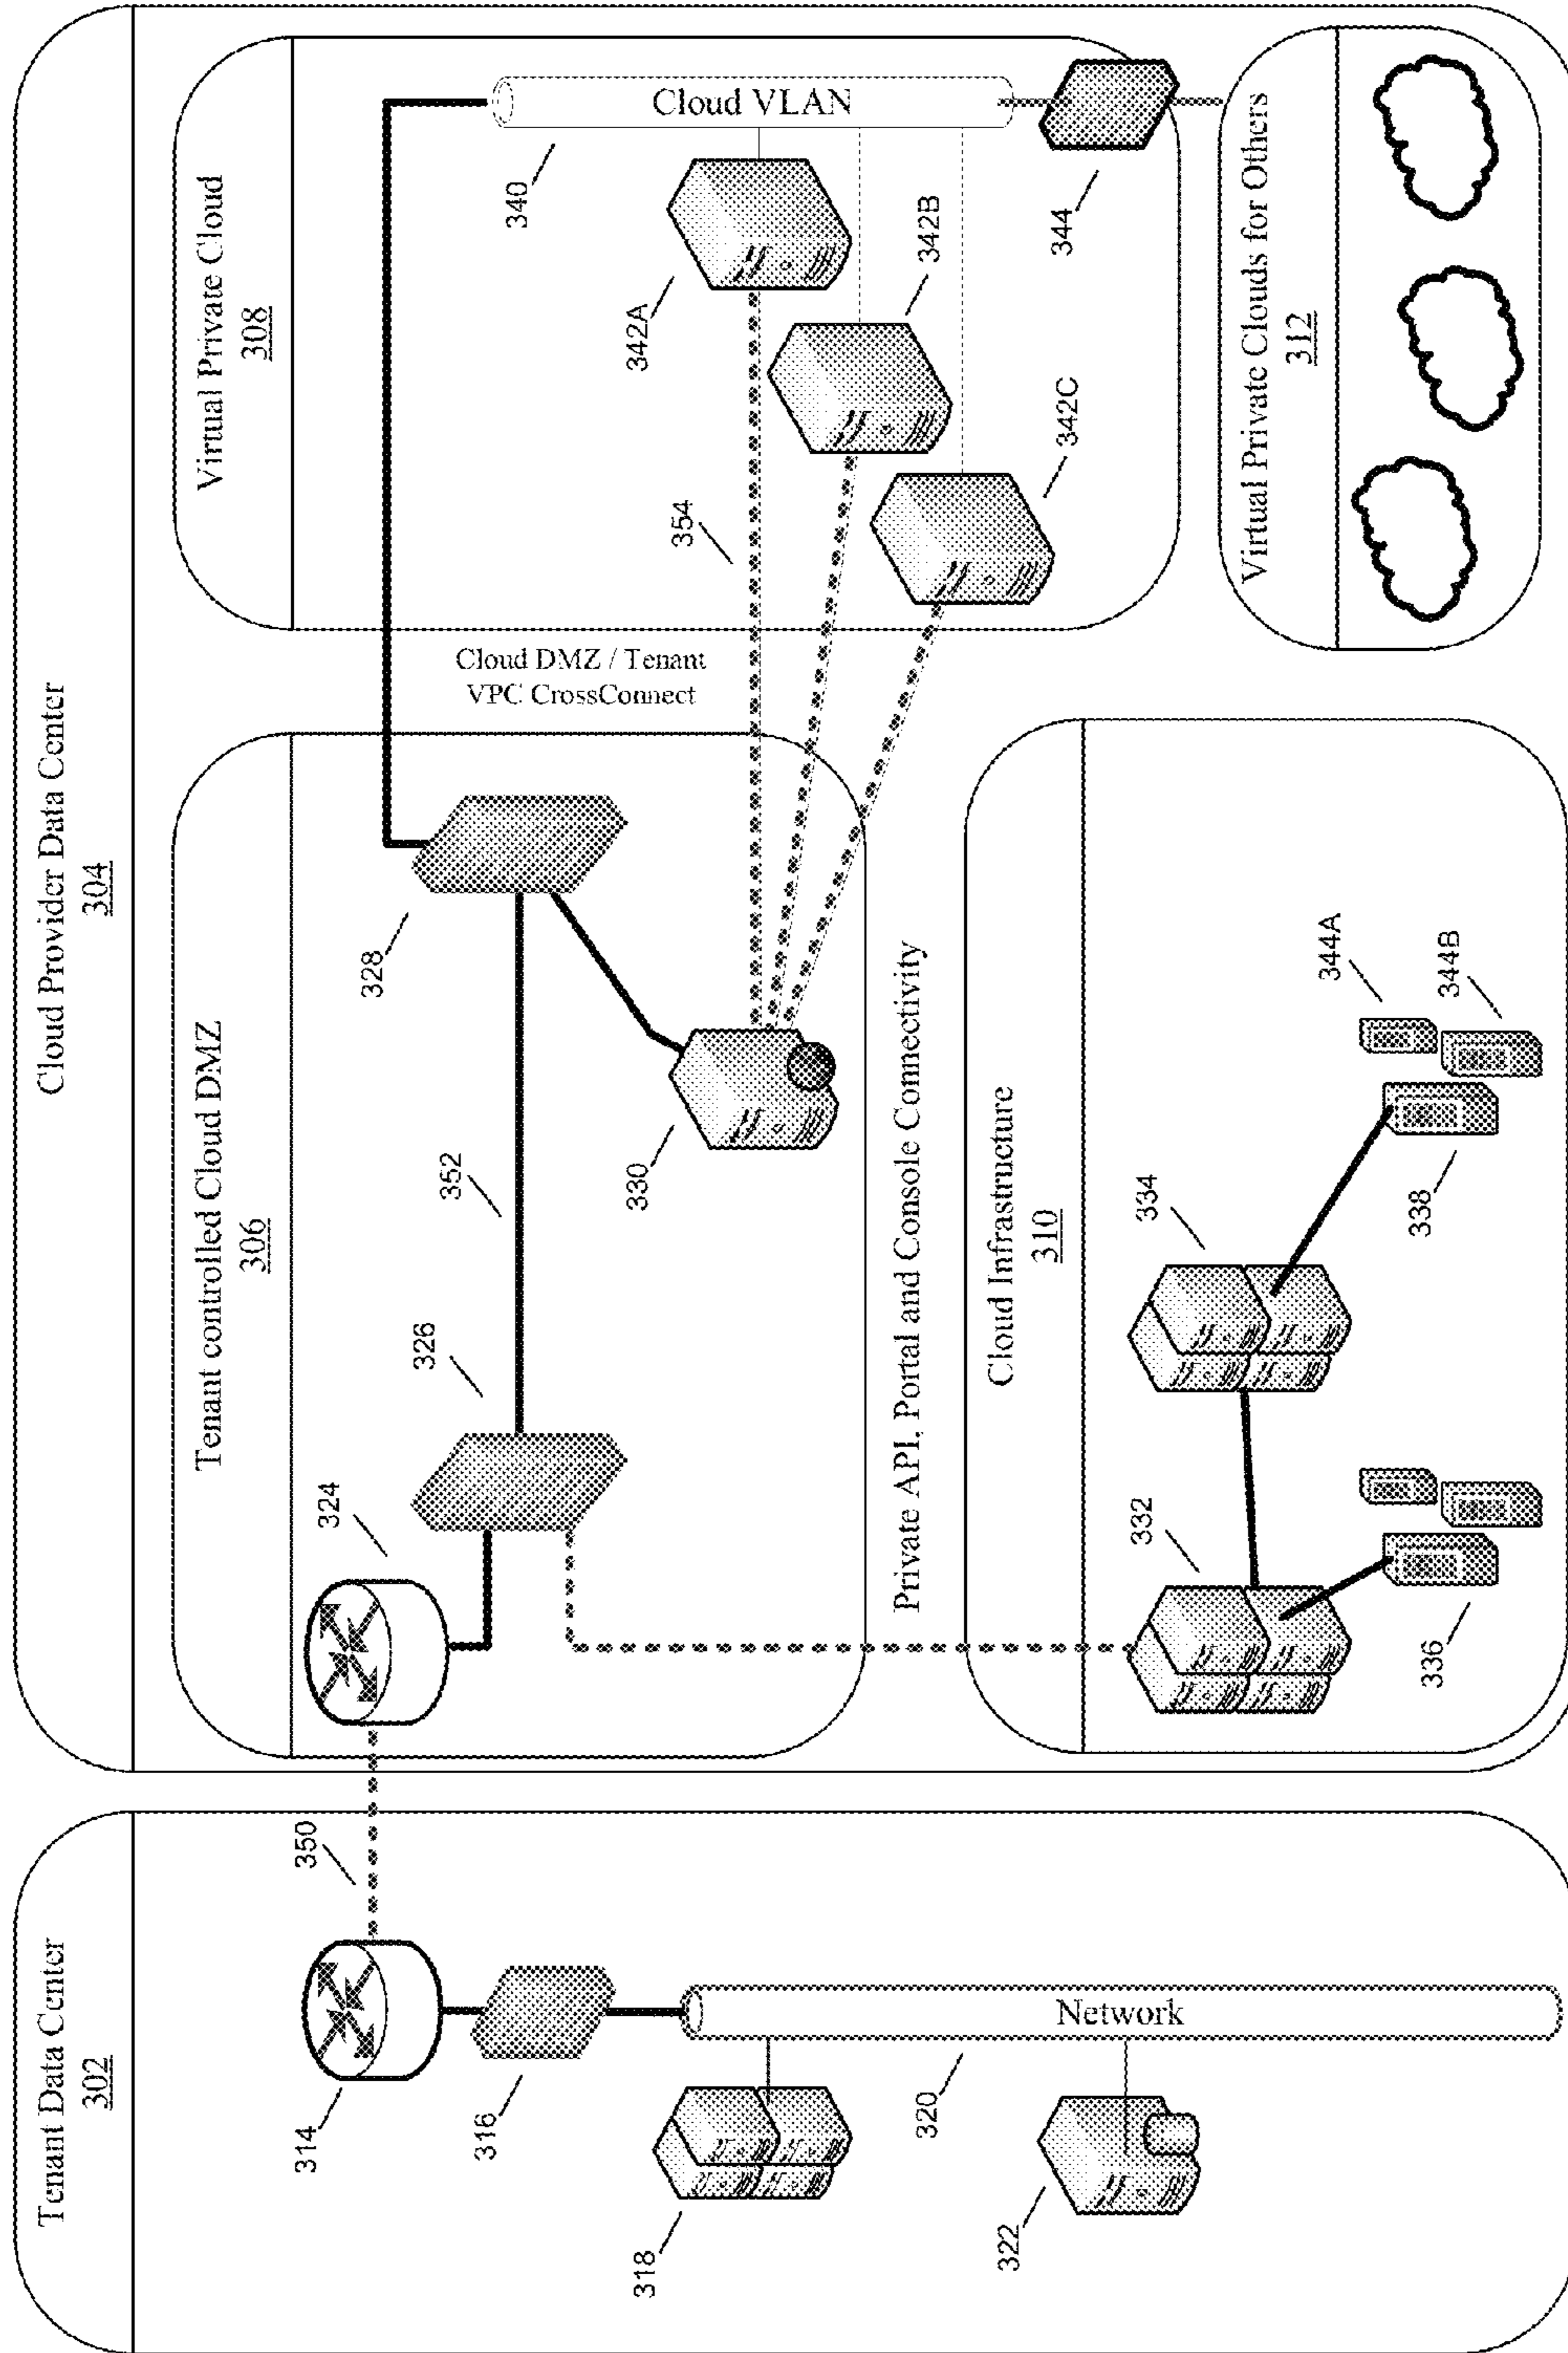 Tenant Data Center
302
314
316
318
320
322
Network
350
Cloud Provider Data Center
304
Tenant controlled Cloud DMZ
306
324
326
352
328
330
Cloud DMZ / Tenant
VPC CrossConnect
Virtual Private Cloud
308
340
Cloud VLAN
342A
342B
342C
354
344
Private API, Portal and Console Connectivity
Cloud Infrastructure
310
332
334
336
338
344A
344B
Virtual Private Clouds for Others
312